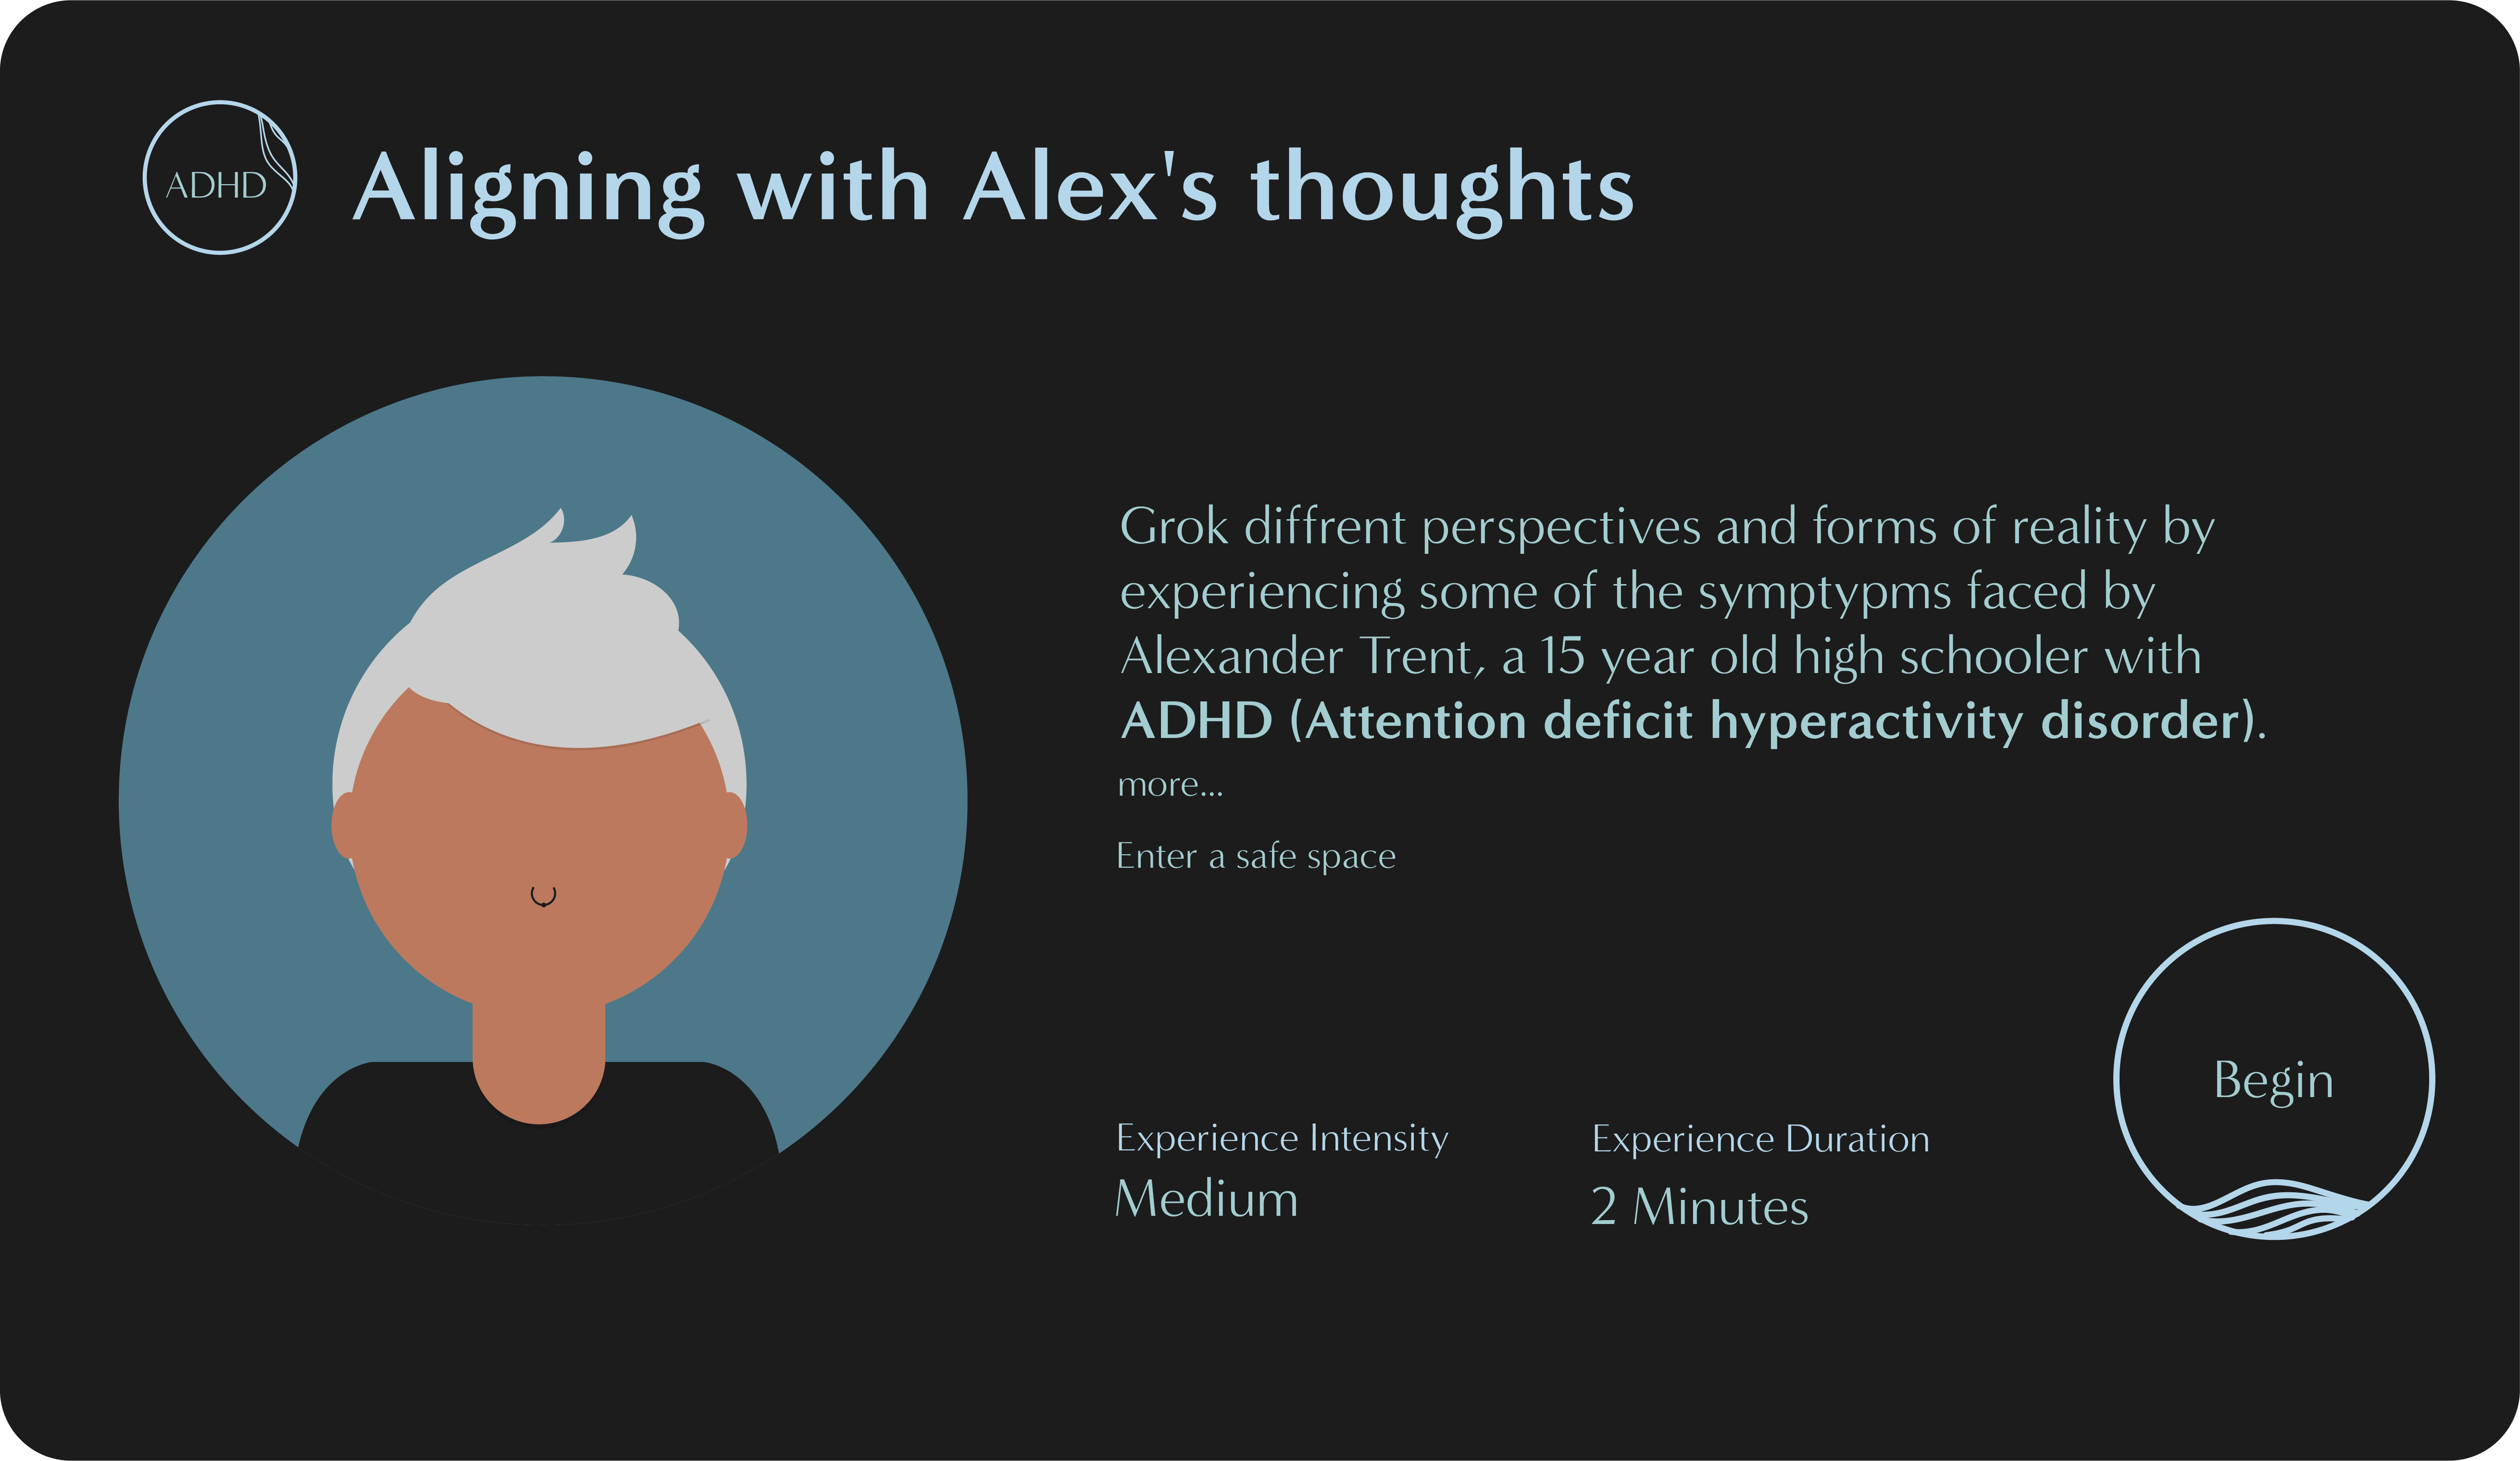 ADHD
Aligning with Alex's thoughts
Grok diffrent perspectives and forms of reality by
experiencing some of the symptypms faced by
Alexander Trent, a 15 year old high schooler with
ADHD (Attention deficit hyperactivity disorder).
more...
Enter a safe space
Experience Intensity
Medium
Experience Duration
2 Minutes
Begin